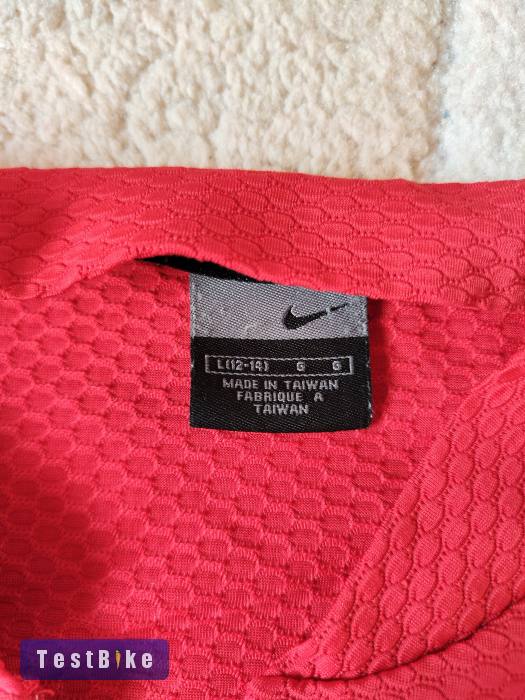 L(12-14) G G
MADE IN TAIWAN
FABRIQUE A
TAIWAN
TestBike